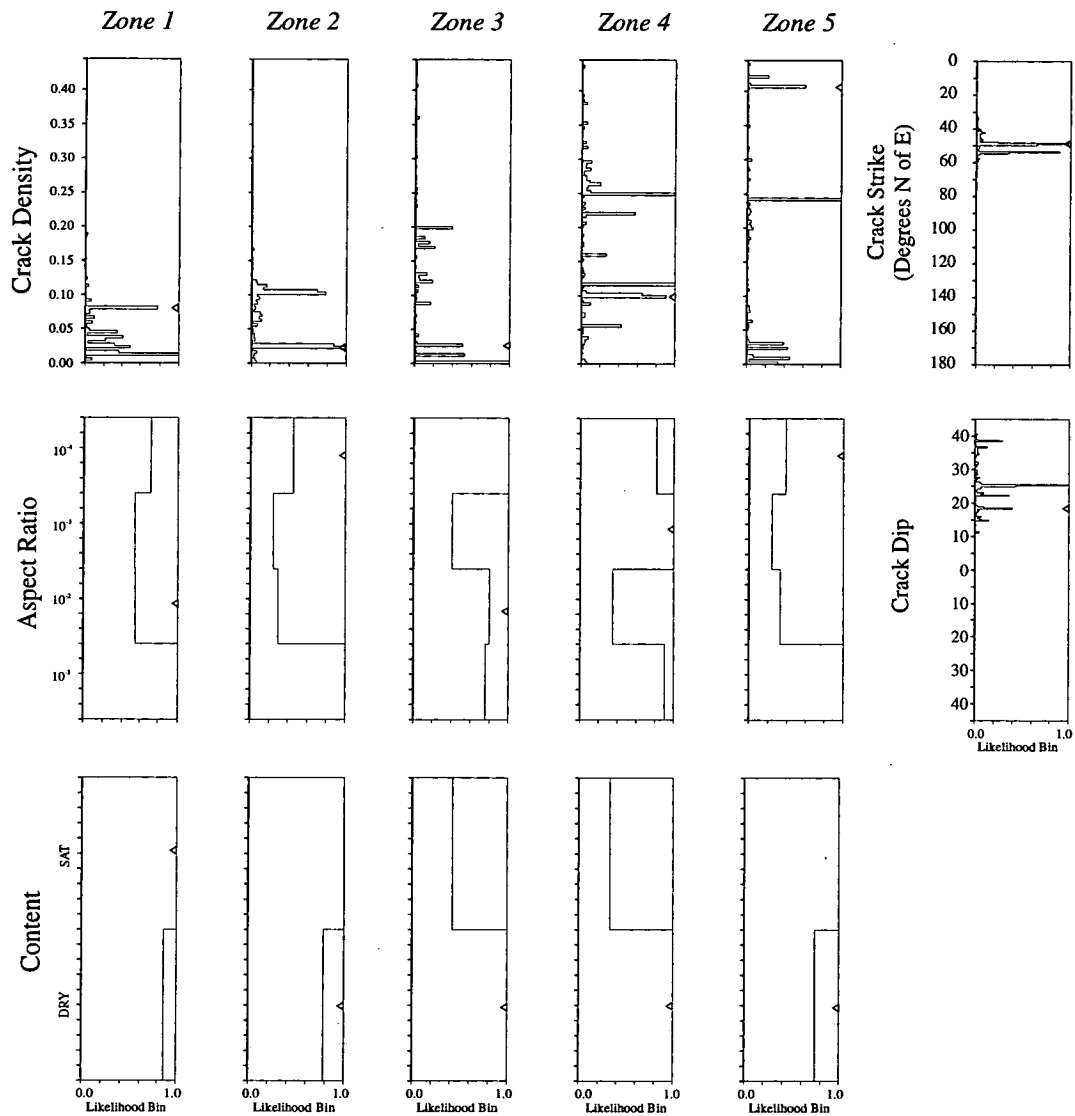 Zone 1
Zone 2
Zone 3
Zone 4
Zone 5
Crack Density
0.40
0.35
0.30
0.25
0.20
0.15
0.10
0.05
0.00
Crack Strike
(Degrees N of E)
0
20
40
60
80
100
120
140
160
180
Aspect Ratio
10⁻⁴
10⁻³
10⁻²
10⁻¹
Crack Dip
40
35
30
20
10
0
10
20
30
40
0.0 1.0
Likelihood Bin
Content
SAT
DRY
0.0 1.0
Likelihood Bin
0.0 1.0
Likelihood Bin
0.0 1.0
Likelihood Bin
0.0 1.0
Likelihood Bin
0.0 1.0
Likelihood Bin